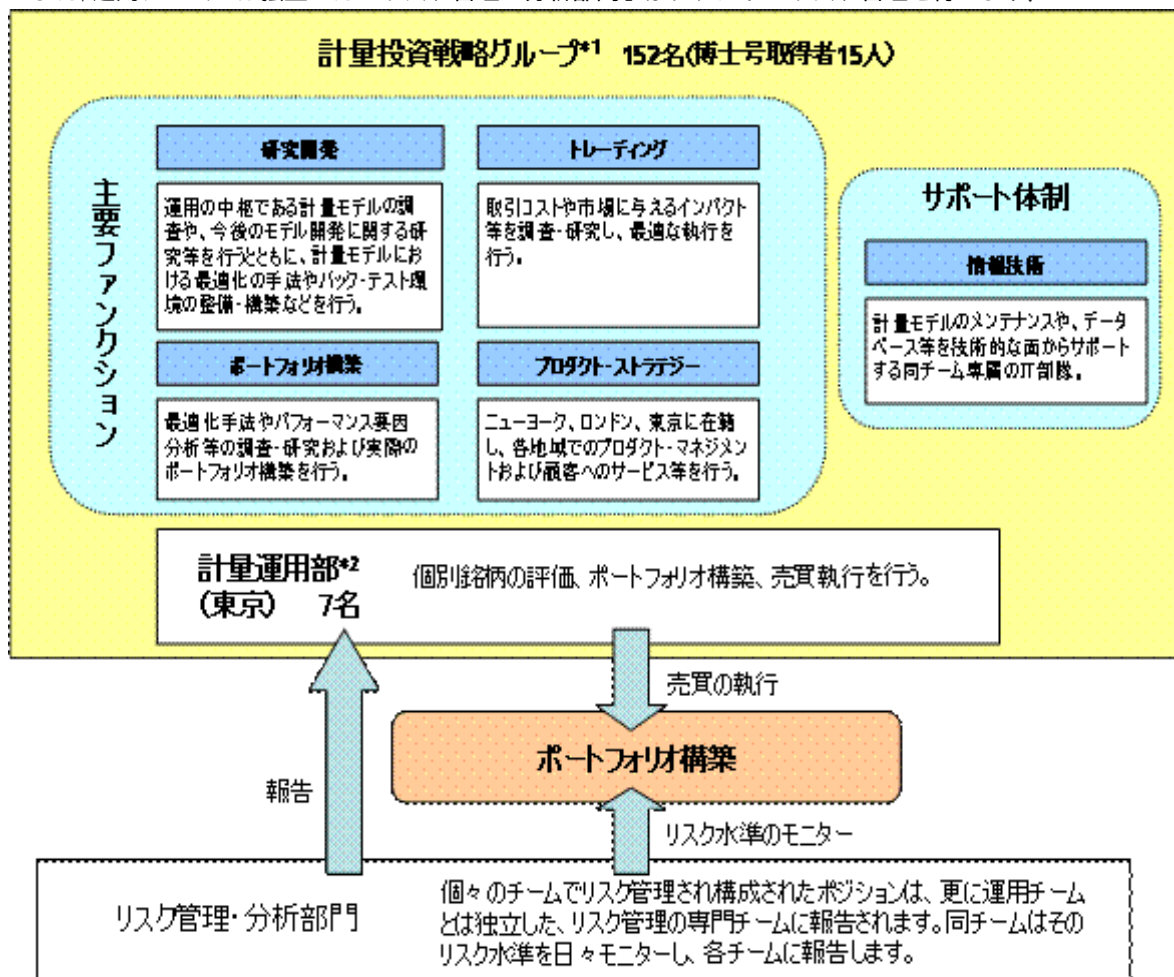 計量投資戦略グループ*1 152名(博士号取得者15人)
主要ファンクション
研究開発
運用の中枢である計量モデルの調
査や、今後のモデル開発に関する研
究等を行うとともに、計量モデルにお
ける最適化の手法やバック・テスト環
境の整備・構築などを行う。
トレーディング
取引コストや市場に与えるインパクト
等を調査・研究し、最適な執行を
行う。
ポートフォリオ構築
最適化手法やパフォーマンス要因
分析等の調査・研究および実際の
ポートフォリオ構築を行う。
プロダクト・ストラテジー
ニューヨーク、ロンドン、東京に在籍
し、各地域でのプロダクト・マネジメン
トおよび顧客へのサービス等を行う。
サポート体制
情報技術
計量モデルのメンテナンスや、データ
ベース等を技術的な面からサポート
する同チーム専属のIT部隊。
計量運用部*2
(東京) 7名
個別銘柄の評価、ポートフォリオ構築、売買執行を行う。
売買の執行
ポートフォリオ構築
報告
リスク水準のモニター
リスク管理・分析部門
個々のチームでリスク管理され構成されたポジションは、更に運用チーム
とは独立した、リスク管理の専門チームに報告されます。同チームはその
リスク水準を日々モニターし、各チームに報告します。